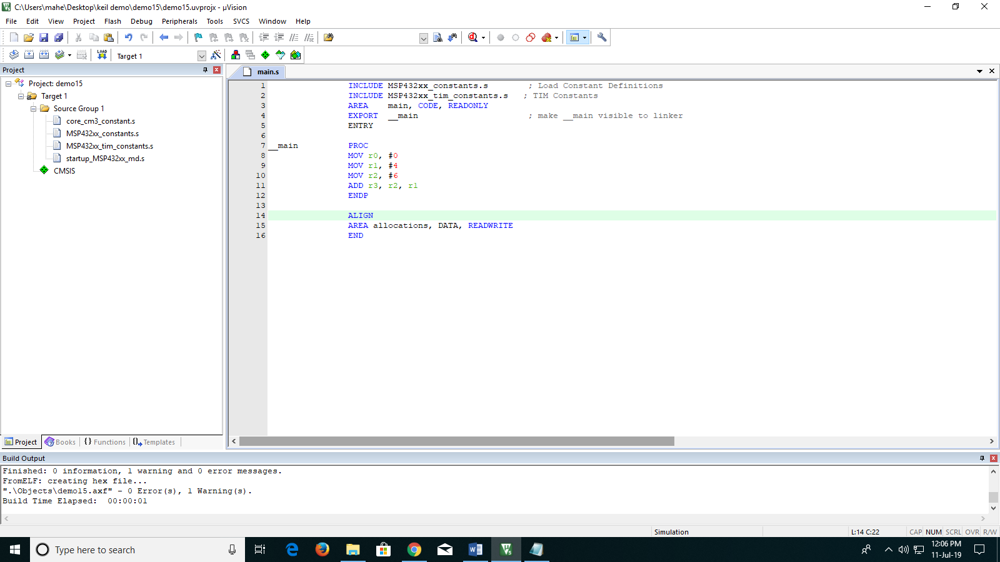 C:\Users\mahe\Desktop\keil demo\demo15\demo15.uvprojx - µVision
File Edit View Project Flash Debug Peripherals Tools SVCS Window Help
LOAD Target 1
Project
Project: demo15
Target 1
Source Group 1
core_cm3_constant.s
MSP432xx_constants.s
MSP432xx_tim_constants.s
startup_MSP432xx_md.s
CMSIS
Project Books {} Functions Templates
main.s
1 INCLUDE MSP432xx_constants.s ; Load Constant Definitions
2 INCLUDE MSP432xx_tim_constants.s ; TIM Constants
3 AREA main, CODE, READONLY
4 EXPORT __main ; make __main visible to linker
5 ENTRY
6
7 __main PROC
8 MOV r0, #0
9 MOV r1, #4
10 MOV r2, #6
11 ADD r3, r2, r1
12 ENDP
13
14 ALIGN
15 AREA allocations, DATA, READWRITE
16 END
Build Output
Finished: 0 information, 1 warning and 0 error messages.
FromELF: creating hex file...
".\Objects\demo15.axf" - 0 Error(s), 1 Warning(s).
Build Time Elapsed:  00:00:01
Simulation L:14 C:22 CAP NUM SCRL OVR R/W
Type here to search
12:06 PM
11-Jul-19